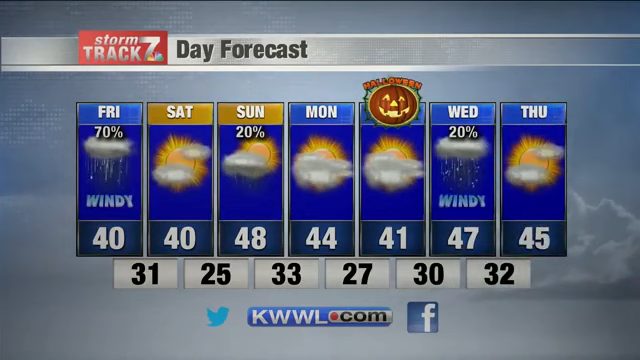 storm
TRACK 7 Day Forecast
HALLOWEEN
FRI SAT SUN MON WED THU
70% 20% 20%
WINDY WINDY
40 40 48 44 41 47 45
31 25 33 27 30 32
KWWL.com f